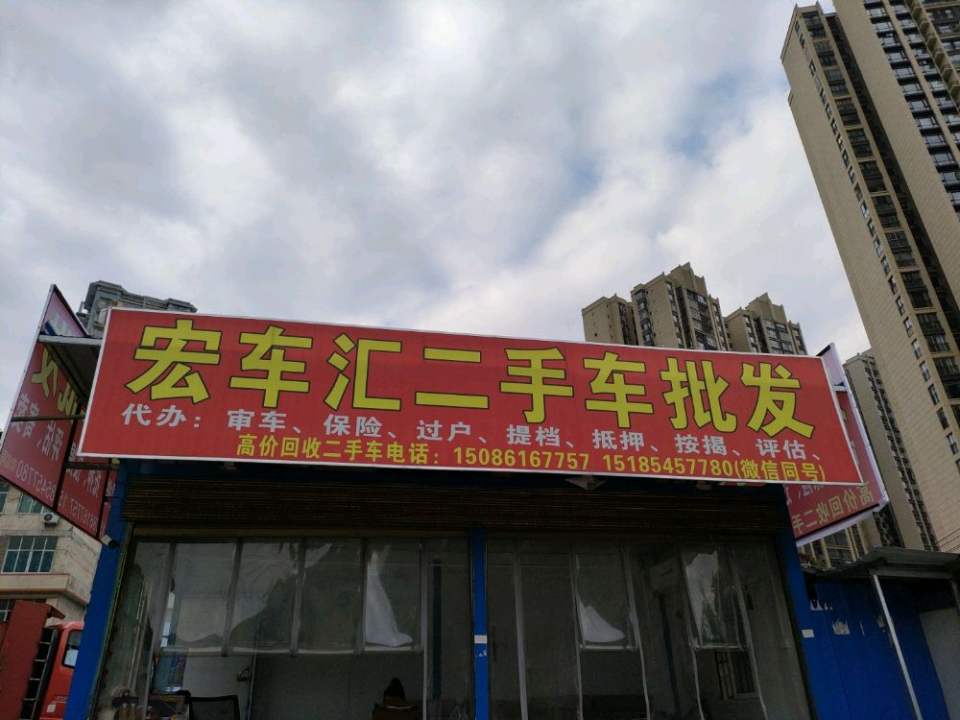 宏车汇二手车批发
代办：审车、保险、过户、提档、抵押、按揭、评估、
高价回收二手车电话：15086167757 15185457780(微信同号)